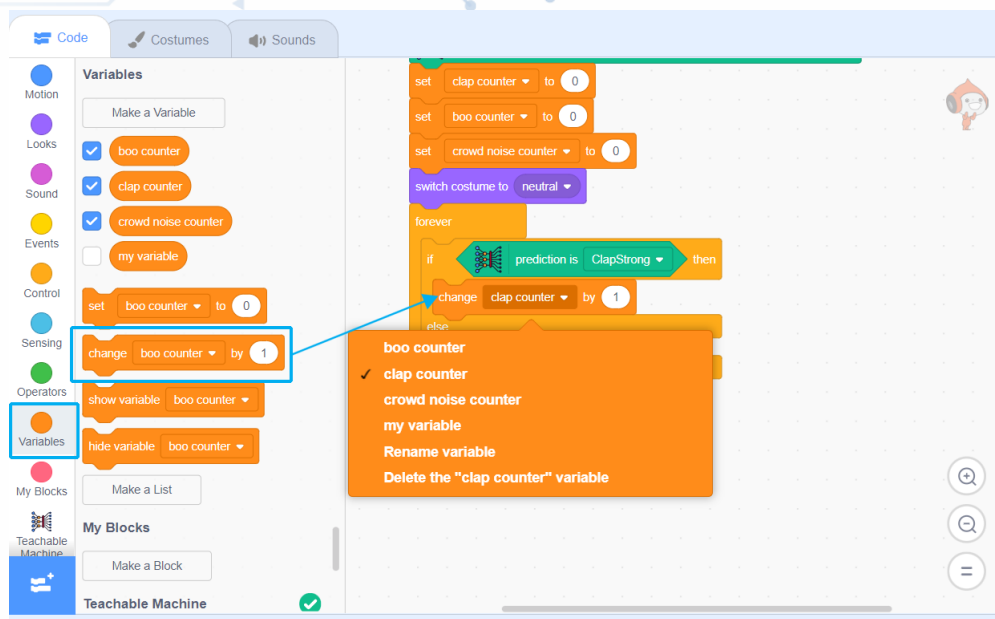 Code
Costumes
Sounds
Motion
Looks
Sound
Events
Control
Sensing
Operators
Variables
My Blocks
Teachable
Machine
Variables
Make a Variable
boo counter
clap counter
crowd noise counter
my variable
set boo counter to 0
change boo counter by 1
show variable boo counter
hide variable boo counter
Make a List
My Blocks
Make a Block
Teachable Machine
set clap counter to 0
set boo counter to 0
set crowd noise counter to 0
switch costume to neutral
forever
if prediction is ClapStrong then
change clap counter by 1
else
boo counter
clap counter
crowd noise counter
my variable
Rename variable
Delete the "clap counter" variable